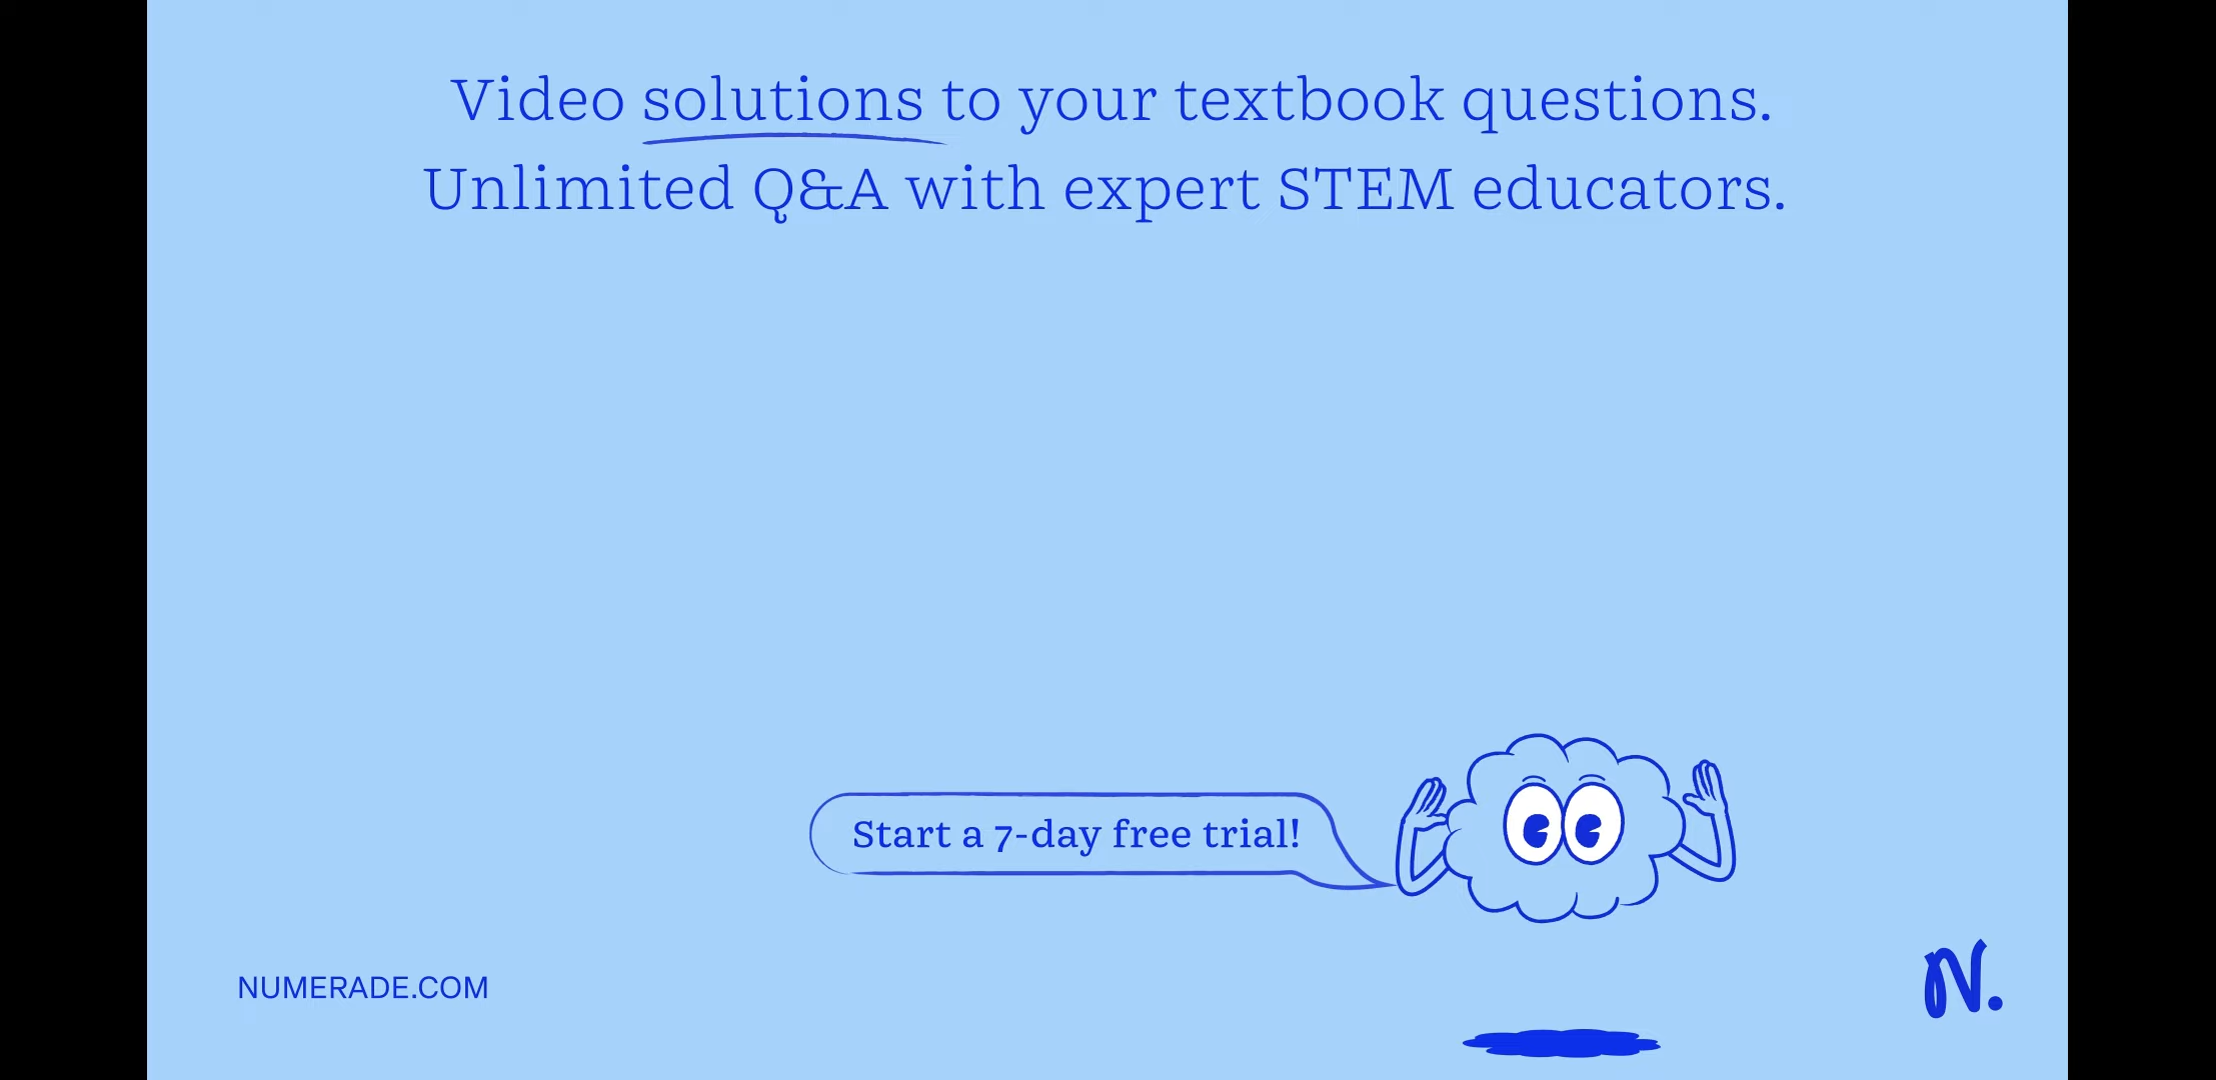 Video solutions to your textbook questions.
Unlimited Q&A with expert STEM educators.
Start a 7-day free trial!
NUMERADE.COM
N.